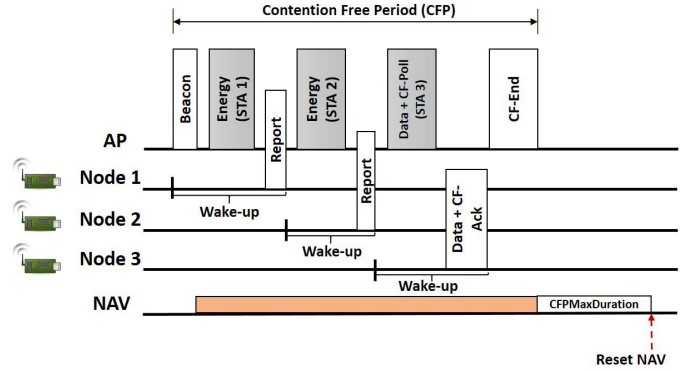 Contention Free Period (CFP)
Beacon
Energy
(STA 1)
Report
Energy
(STA 2)
Report
Data + CF-Poll
(STA 3)
CF-End
AP
Node 1
Wake-up
Data + CF-
Ack
Node 2
Wake-up
Node 3
Wake-up
NAV
CFPMaxDuration
Reset NAV